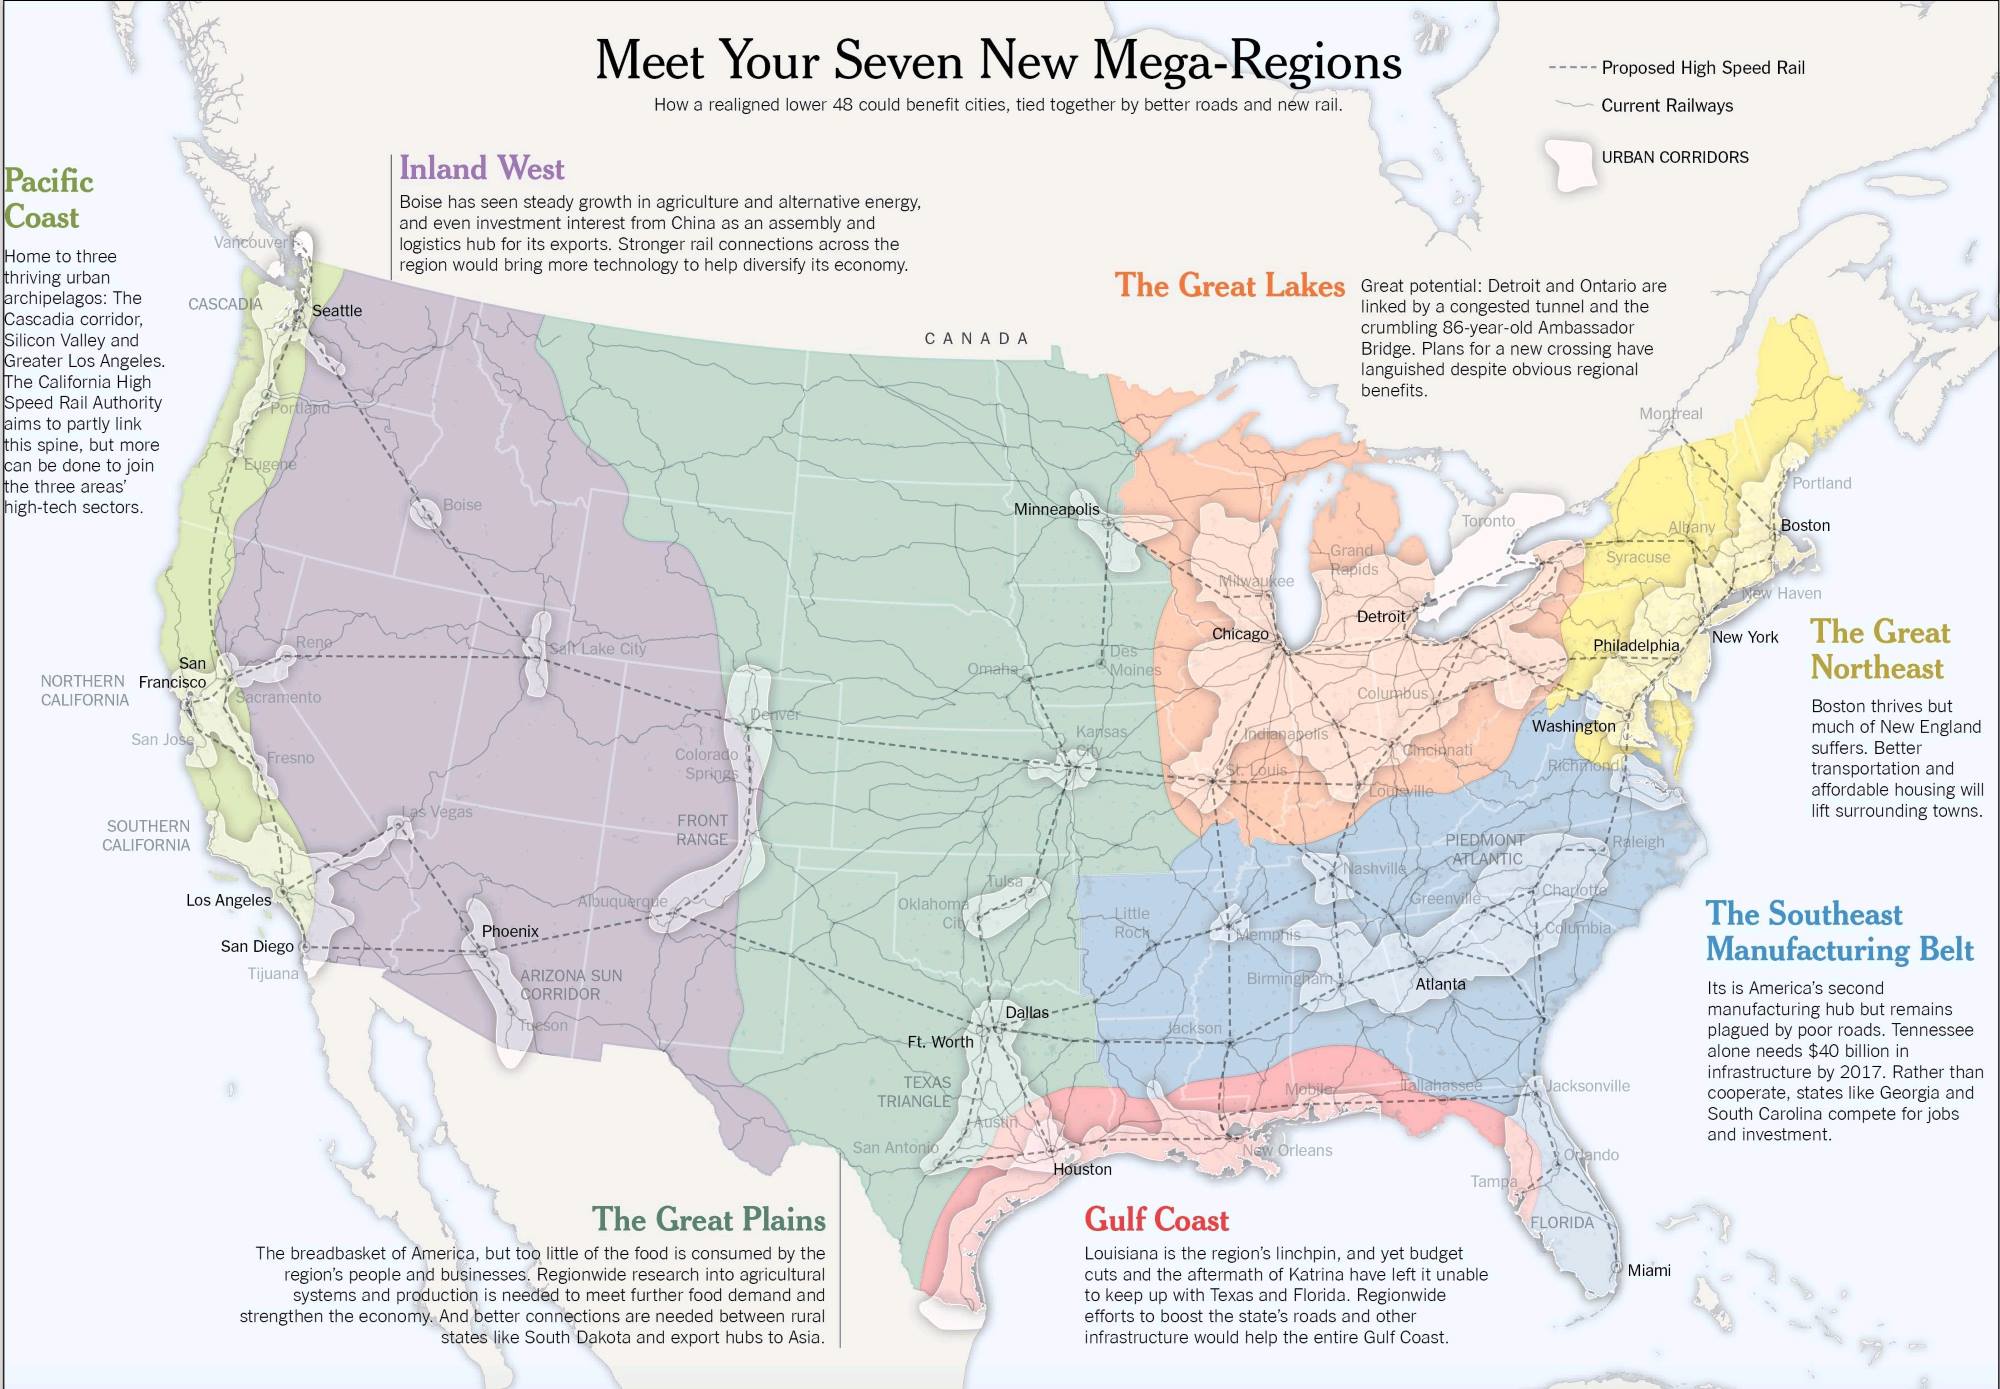 Meet Your Seven New Mega-Regions
How a realigned lower 48 could benefit cities, tied together by better roads and new rail.
Proposed High Speed Rail
Current Railways
URBAN CORRIDORS
Pacific
Coast
Home to three
thriving urban
archipelagos: The
Cascadia corridor,
Silicon Valley and
Greater Los Angeles.
The California High
Speed Rail Authority
aims to partly link
this spine, but more
can be done to join
the three areas'
high-tech sectors.
Inland West
Boise has seen steady growth in agriculture and alternative energy,
and even investment interest from China as an assembly and
logistics hub for its exports. Stronger rail connections across the
region would bring more technology to help diversify its economy.
The Great Lakes
Great potential: Detroit and Ontario are
linked by a congested tunnel and the
crumbling 86-year-old Ambassador
Bridge. Plans for a new crossing have
languished despite obvious regional
benefits.
CANADA
Vancouver
CASCADIA
Seattle
Portland
Eugene
Boise
Minneapolis
Montreal
Portland
Toronto
Albany
Boston
Syracuse
Grand
Rapids
Milwaukee
New Haven
Detroit
Chicago
New York
Philadelphia
Reno
Salt Lake City
San
Francisco
NORTHERN
CALIFORNIA
Sacramento
San Jose
Fresno
Omaha
Des
Moines
Columbus
Washington
Denver
Colorado
Springs
Kansas
City
Indianapolis
Cincinnati
St. Louis
Louisville
Richmond
Las Vegas
SOUTHERN
CALIFORNIA
FRONT
RANGE
PIEDMONT
ATLANTIC
Raleigh
Nashville
Charlotte
Greenville
Tulsa
Oklahoma
City
Albuquerque
Los Angeles
Little
Rock
Memphis
Columbia
Phoenix
San Diego
Tijuana
ARIZONA SUN
CORRIDOR
Tucson
Birmingham
Atlanta
Dallas
Ft. Worth
Jackson
TEXAS
TRIANGLE
Mobile
Tallahassee
Jacksonville
Austin
San Antonio
New Orleans
Houston
Orlando
Tampa
FLORIDA
Miami
The Great
Northeast
Boston thrives but
much of New England
suffers. Better
transportation and
affordable housing will
lift surrounding towns.
The Southeast
Manufacturing Belt
Its is America's second
manufacturing hub but remains
plagued by poor roads. Tennessee
alone needs $40 billion in
infrastructure by 2017. Rather than
cooperate, states like Georgia and
South Carolina compete for jobs
and investment.
The Great Plains
The breadbasket of America, but too little of the food is consumed by the
region's people and businesses. Regionwide research into agricultural
systems and production is needed to meet further food demand and
strengthen the economy. And better connections are needed between rural
states like South Dakota and export hubs to Asia.
Gulf Coast
Louisiana is the region's linchpin, and yet budget
cuts and the aftermath of Katrina have left it unable
to keep up with Texas and Florida. Regionwide
efforts to boost the state's roads and other
infrastructure would help the entire Gulf Coast.